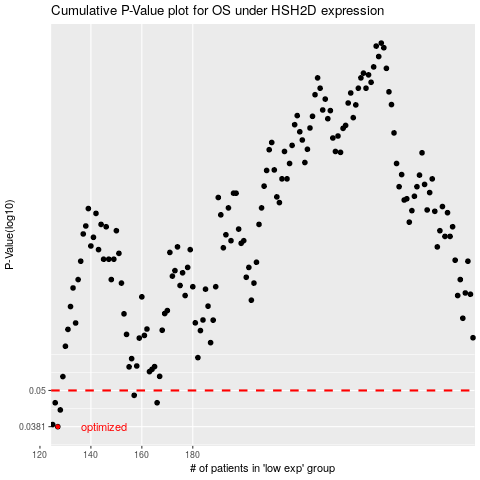 Cumulative P-Value plot for OS under HSH2D expression
P-Value(log10)
0.05
0.0381
optimized
120 140 160 180
# of patients in 'low exp' group